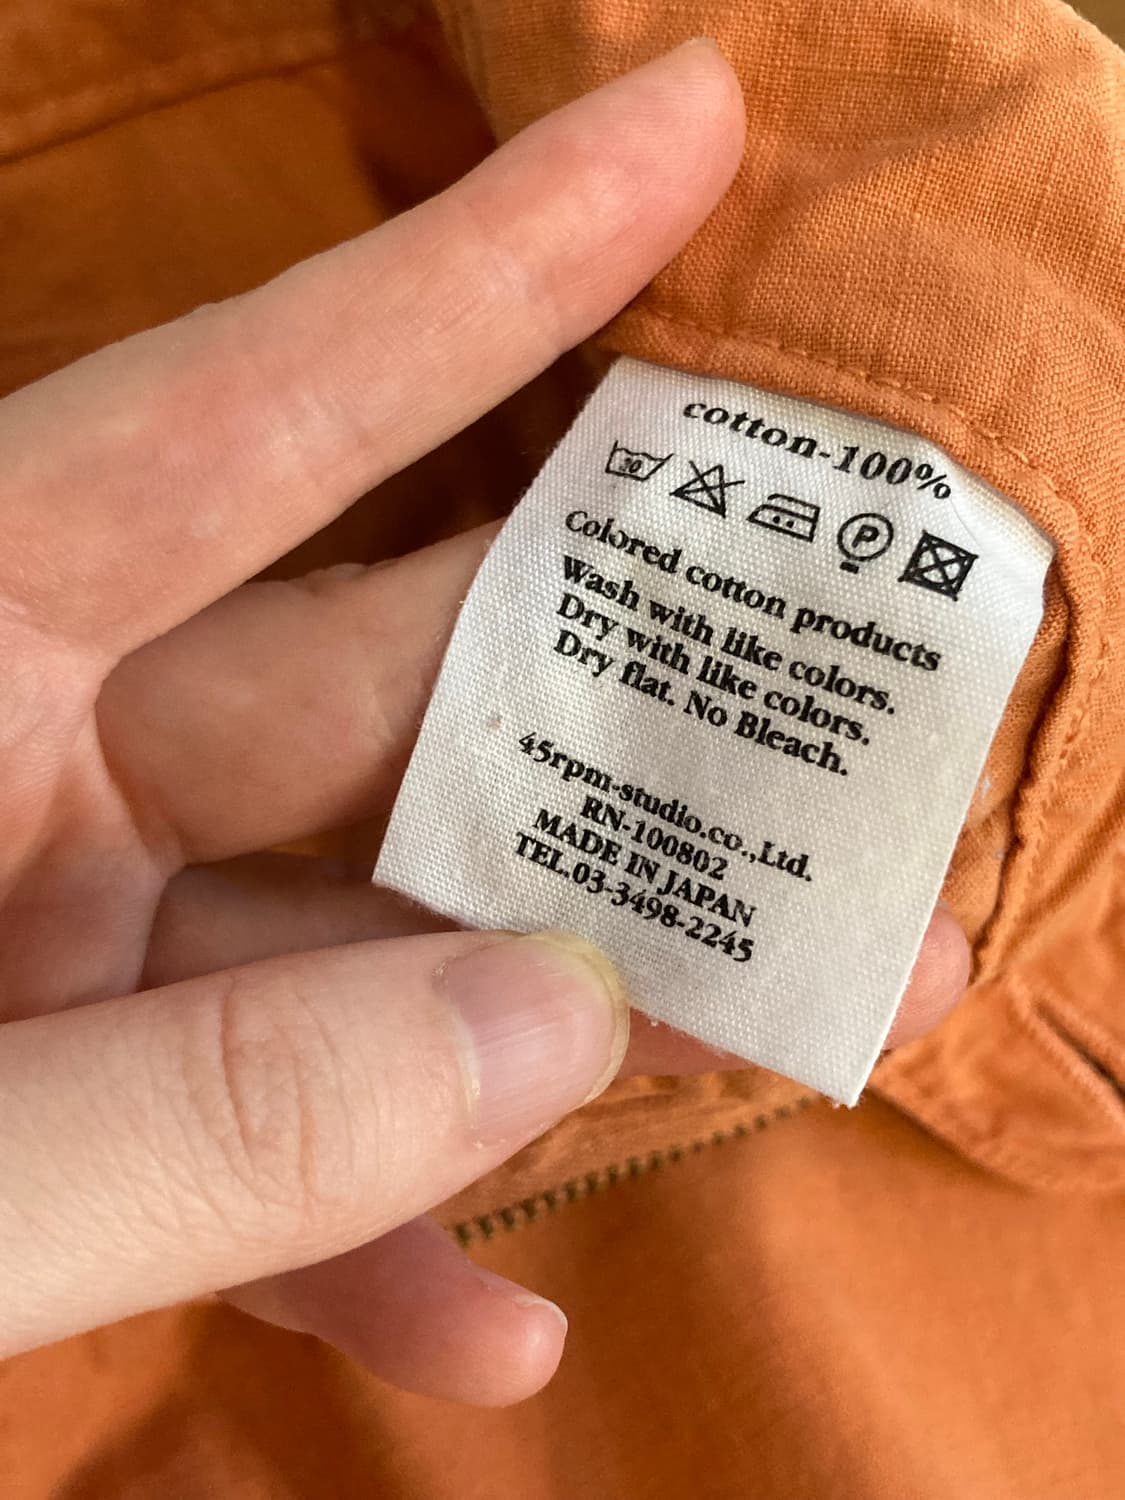 cotton-100%
30
P
Colored cotton products
Wash with like colors.
Dry with like colors.
Dry flat. No Bleach.
45rpm-studio.co.,Ltd.
RN-100802
MADE IN JAPAN
TEL.03-3498-2245